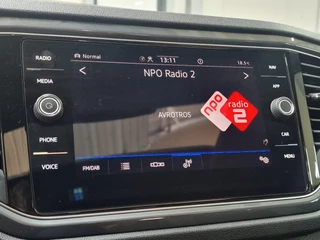 RADIO
Normal 13:11 18.5
NAV
NPO Radio 2
MEDIA
APP
npo radio 2
AVROTROS
PHONE
CAR
VOICE
MENU
FM/DAB